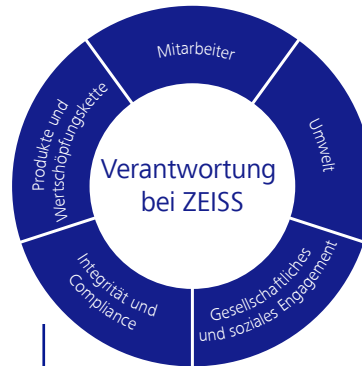 Mitarbeiter
Umwelt
Gesellschaftliches
und soziales Engagement
Integrität und
Compliance
Produkte und
Wertschöpfungskette
Verantwortung
bei ZEISS